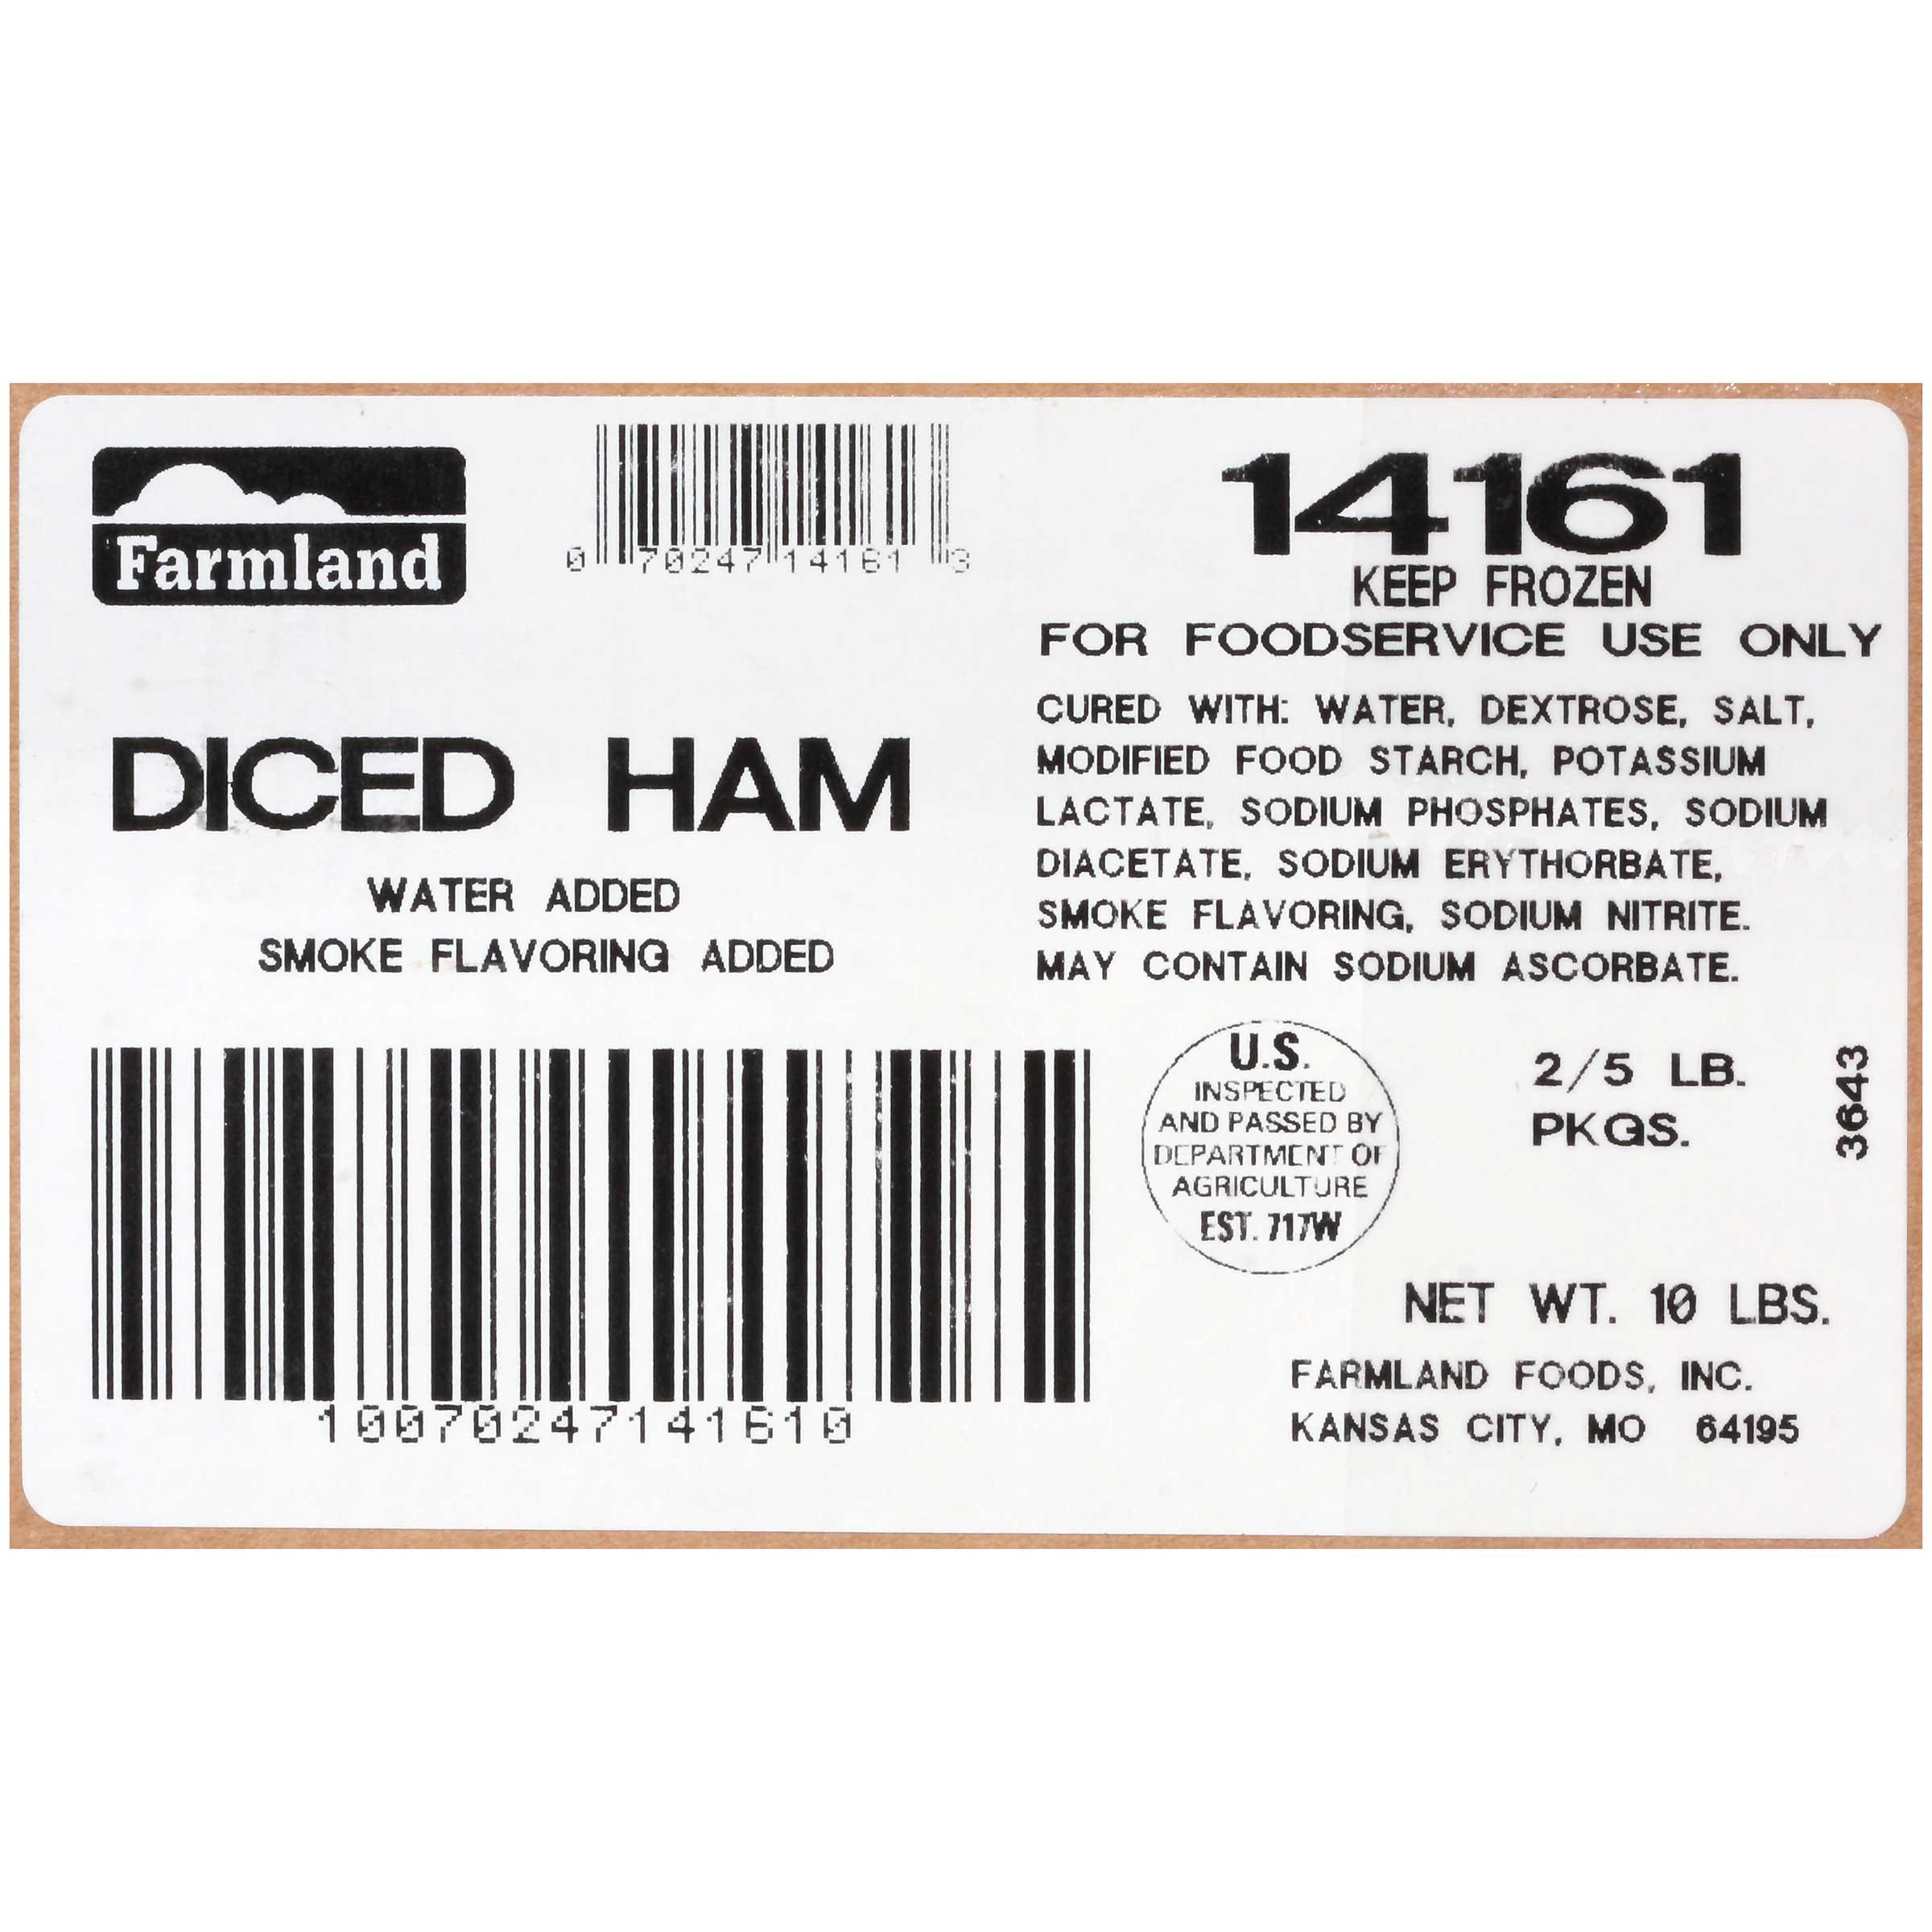 Farmland
0 70247 14161 3
14161
KEEP FROZEN
FOR FOODSERVICE USE ONLY
DICED HAM
WATER ADDED
SMOKE FLAVORING ADDED
CURED WITH: WATER, DEXTROSE, SALT,
MODIFIED FOOD STARCH, POTASSIUM
LACTATE, SODIUM PHOSPHATES, SODIUM
DIACETATE, SODIUM ERYTHORBATE,
SMOKE FLAVORING, SODIUM NITRITE.
MAY CONTAIN SODIUM ASCORBATE.
10070247141610
U.S.
INSPECTED
AND PASSED BY
DEPARTMENT OF
AGRICULTURE
EST. 717W
2/5 LB.
PKGS.
3643
NET WT. 10 LBS.
FARMLAND FOODS, INC.
KANSAS CITY, MO 64195